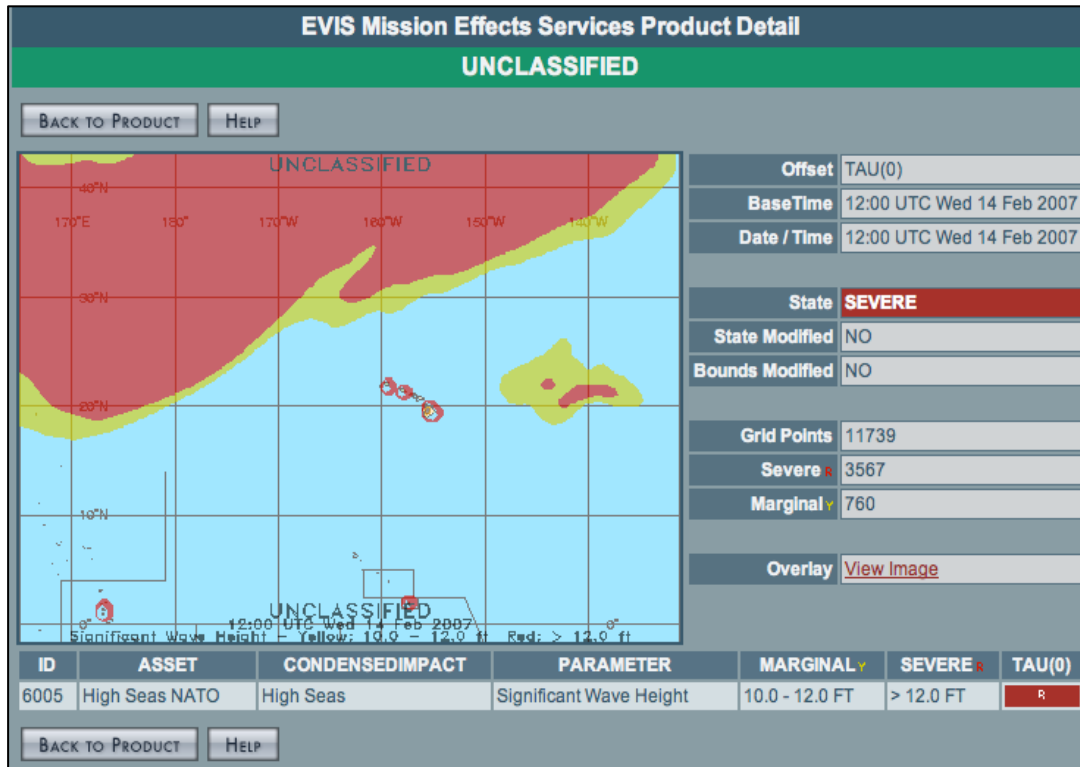 EVIS Mission Effects Services Product Detail
UNCLASSIFIED
BACK TO PRODUCT HELP
UNCLASSIFIED
40°N
170°E 180° 170°W 160°W 150°W 140°W
30°N
20°N
10°N
0° 0°
UNCLASSIFIED
12:00 UTC Wed 14 Feb 2007
Significant Wave Height - Yellow: 10.0 - 12.0 ft Red: > 12.0 ft
Offset TAU(0)
BaseTime 12:00 UTC Wed 14 Feb 2007
Date / Time 12:00 UTC Wed 14 Feb 2007
State SEVERE
State Modified NO
Bounds Modified NO
Grid Points 11739
Severe R 3567
Marginal Y 760
Overlay View Image
ID ASSET CONDENSEDIMPACT PARAMETER MARGINAL Y SEVERE R TAU(0)
6005 High Seas NATO High Seas Significant Wave Height 10.0 - 12.0 FT > 12.0 FT R
BACK TO PRODUCT HELP